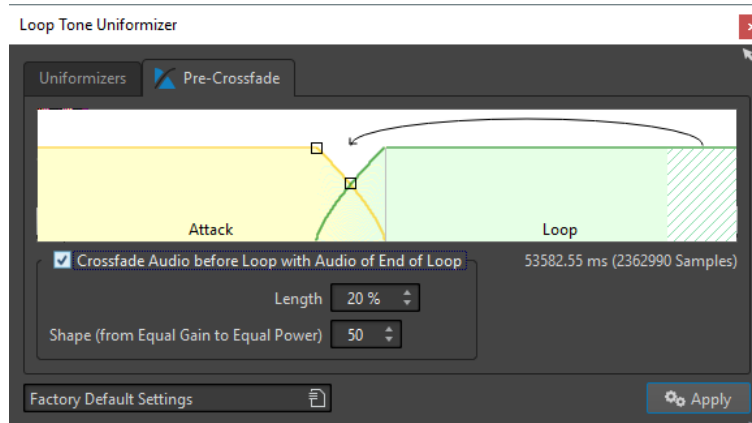 Loop Tone Uniformizer
Uniformizers
Pre-Crossfade
Attack
Loop
Crossfade Audio before Loop with Audio of End of Loop
53582.55 ms (2362990 Samples)
Length 20 %
Shape (from Equal Gain to Equal Power) 50
Factory Default Settings
Apply